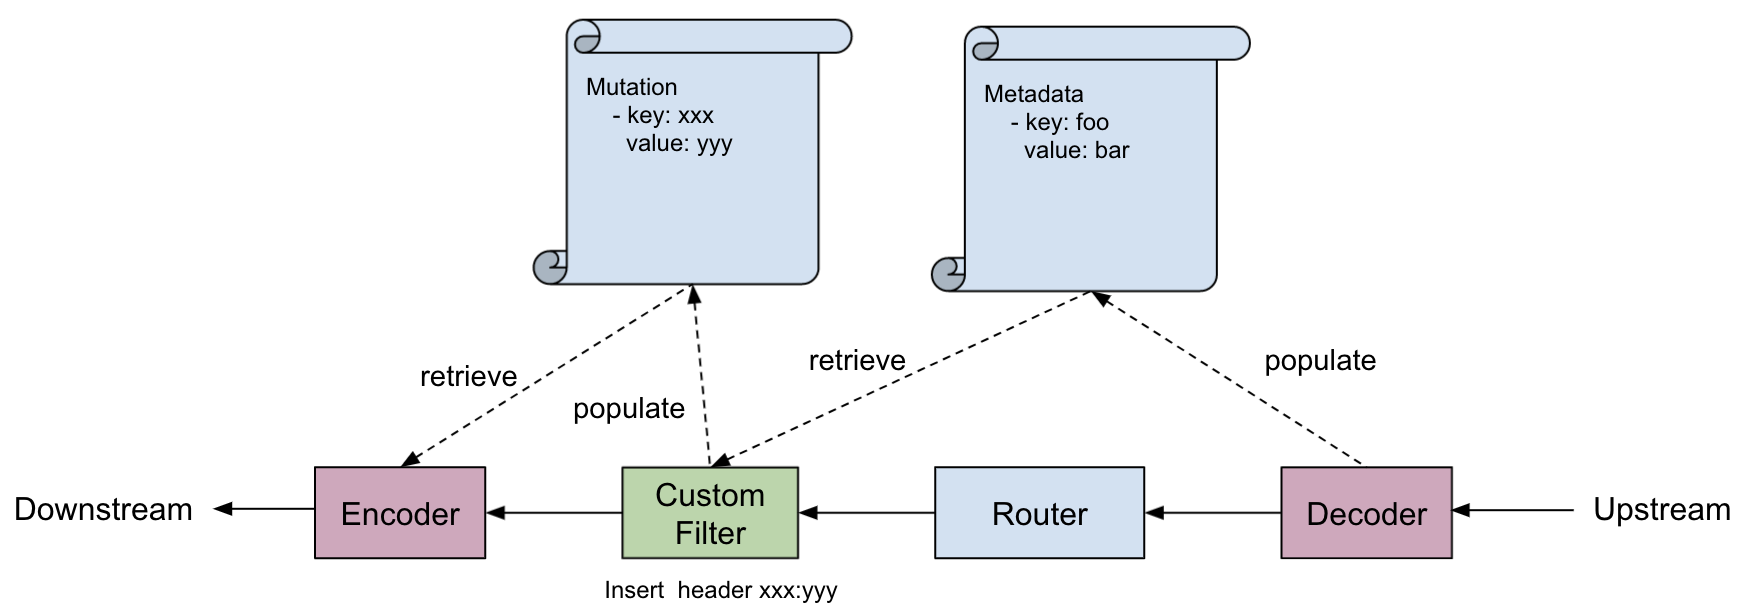 Mutation
- key: xxx
value: yyy
Metadata
- key: foo
value: bar
retrieve
populate
retrieve
populate
Downstream
Encoder
Custom
Filter
Router
Decoder
Upstream
Insert  header xxx:yyy